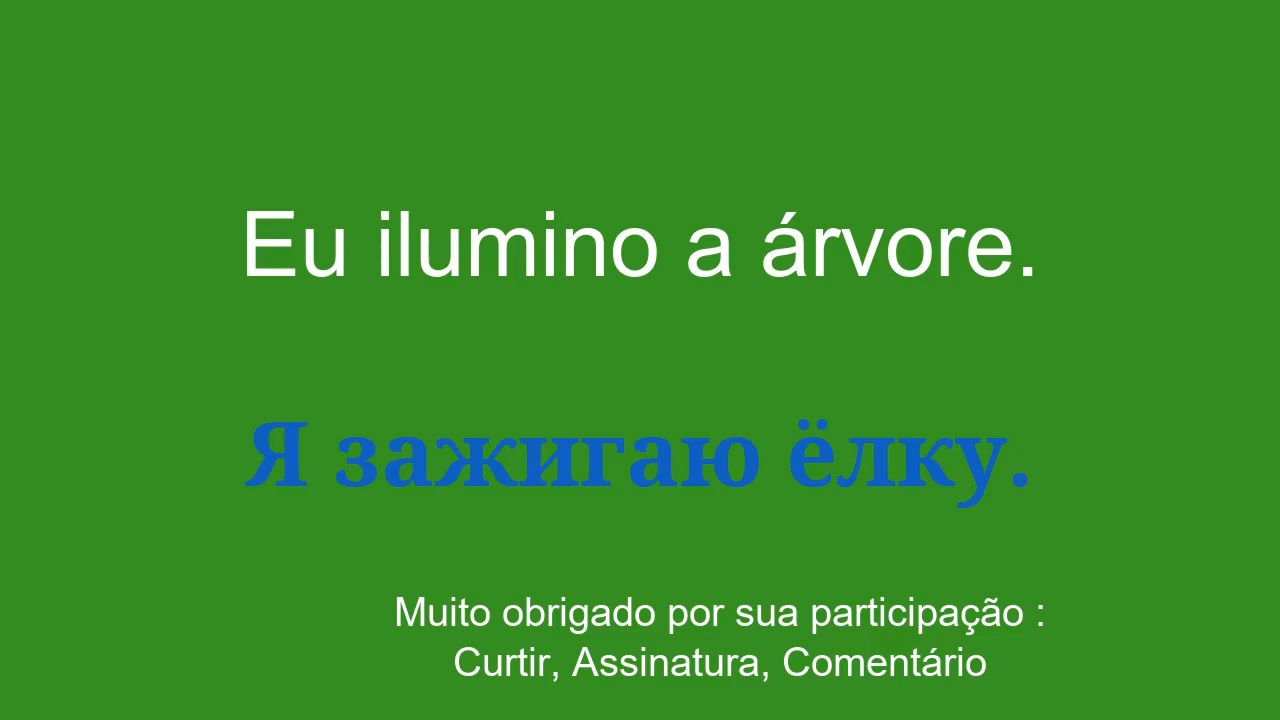 Eu ilumino a árvore.
Я зажигаю ёлку.
Muito obrigado por sua participação :
Curtir, Assinatura, Comentário